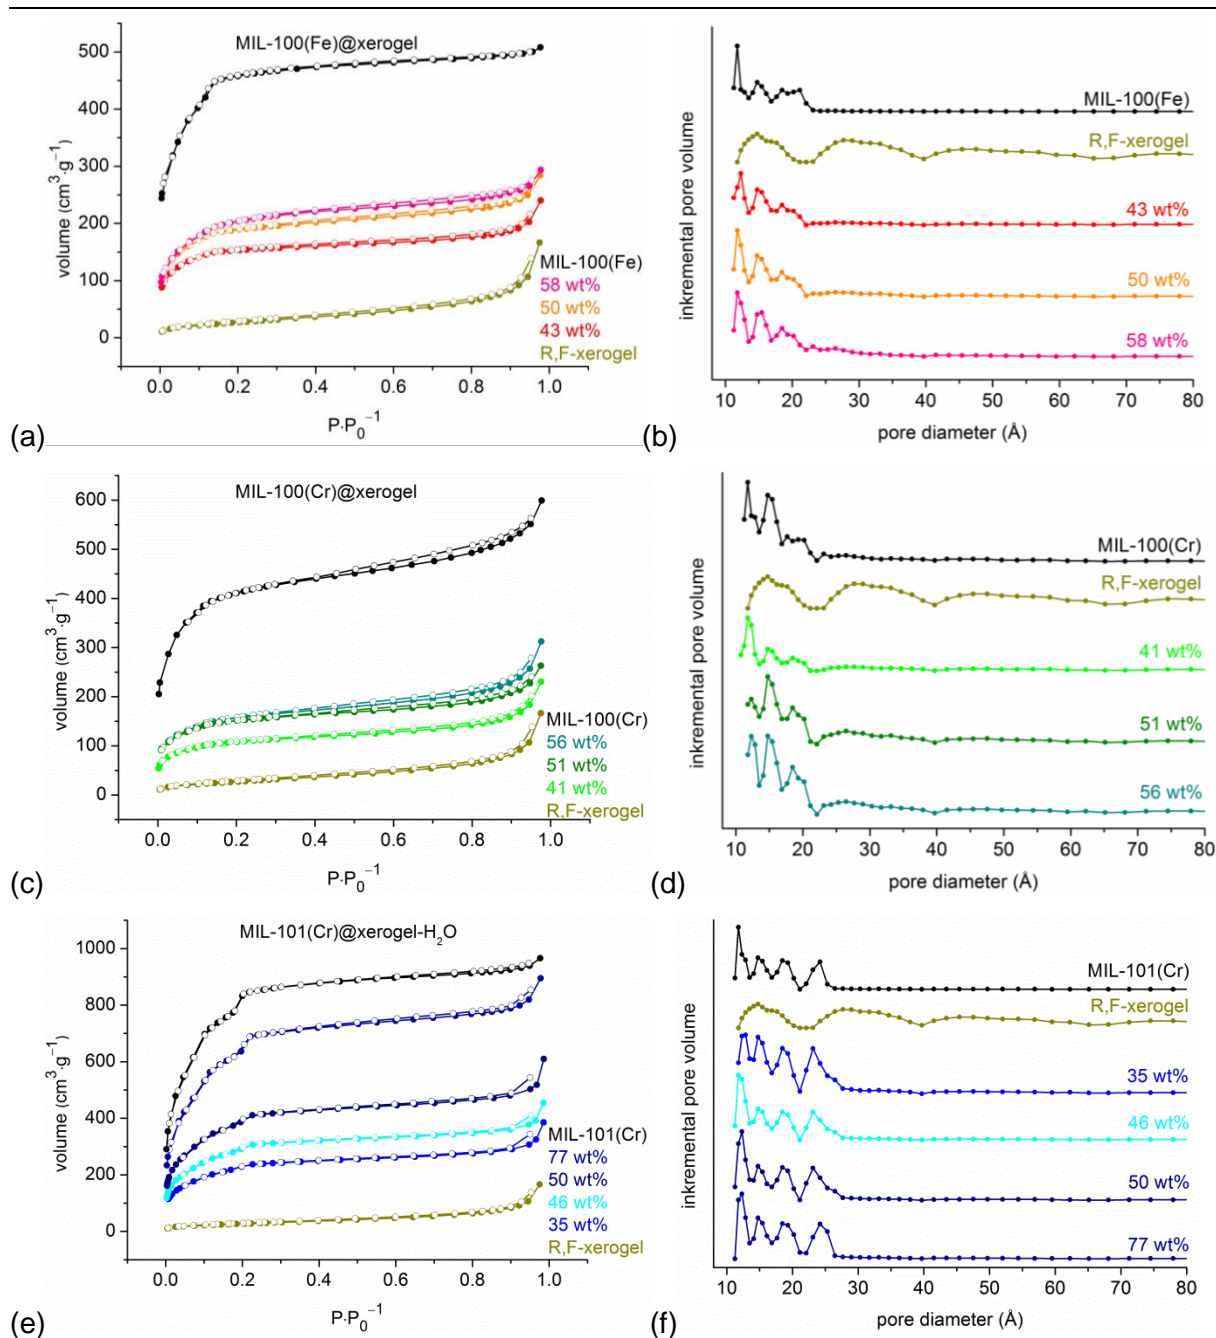 MIL-100(Fe)@xerogel
500
400
300
200
100
0
volume (cm³·g⁻¹)
MIL-100(Fe)
58 wt%
50 wt%
43 wt%
R,F-xerogel
0.0 0.2 0.4 0.6 0.8 1.0
P·P₀⁻¹
(a)
inkremental pore volume
MIL-100(Fe)
R,F-xerogel
43 wt%
50 wt%
58 wt%
10 20 30 40 50 60 70 80
pore diameter (Å)
(b)
MIL-100(Cr)@xerogel
600
500
400
300
200
100
0
volume (cm³·g⁻¹)
MIL-100(Cr)
56 wt%
51 wt%
41 wt%
R,F-xerogel
0.0 0.2 0.4 0.6 0.8 1.0
P·P₀⁻¹
(c)
inkremental pore volume
MIL-100(Cr)
R,F-xerogel
41 wt%
51 wt%
56 wt%
10 20 30 40 50 60 70 80
pore diameter (Å)
(d)
MIL-101(Cr)@xerogel-H₂O
1000
800
600
400
200
0
volume (cm³·g⁻¹)
MIL-101(Cr)
77 wt%
50 wt%
46 wt%
35 wt%
R,F-xerogel
0.0 0.2 0.4 0.6 0.8 1.0
P·P₀⁻¹
(e)
inkremental pore volume
MIL-101(Cr)
R,F-xerogel
35 wt%
46 wt%
50 wt%
77 wt%
10 20 30 40 50 60 70 80
pore diameter (Å)
(f)